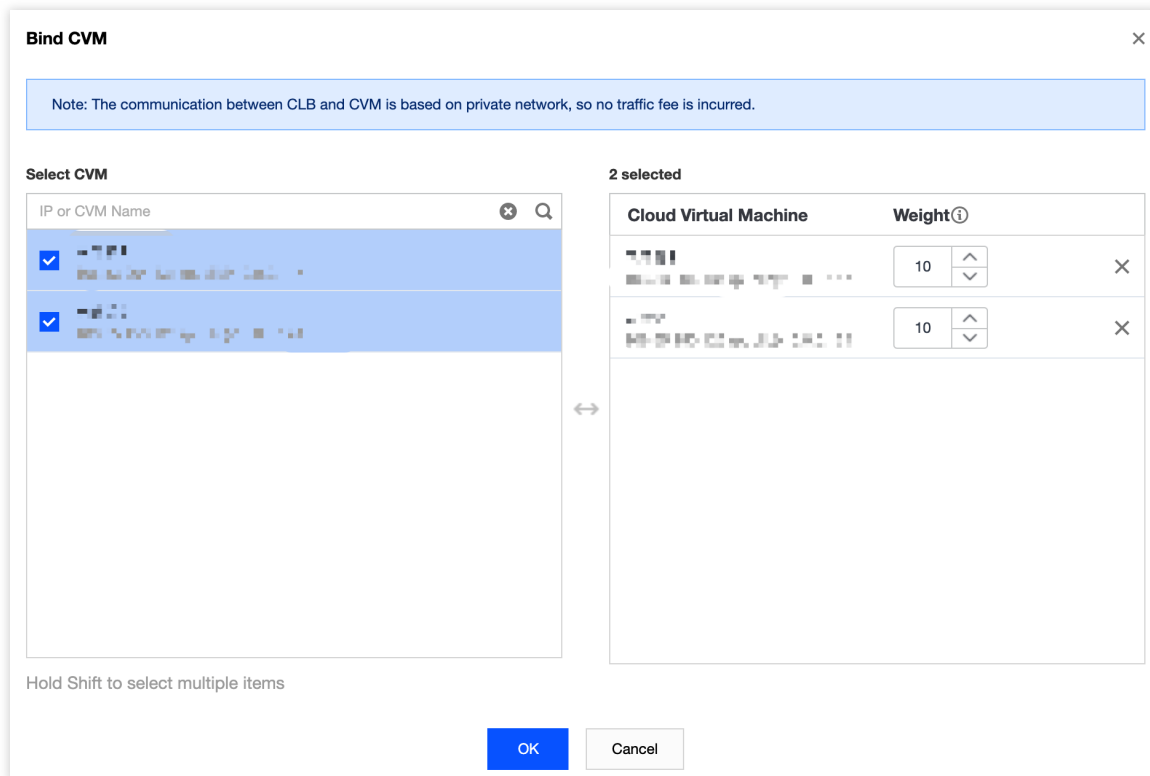 Bind CVM
Note: The communication between CLB and CVM is based on private network, so no traffic fee is incurred.
Select CVM
2 selected
IP or CVM Name
Cloud Virtual Machine
Weight
10
10
Hold Shift to select multiple items
OK
Cancel